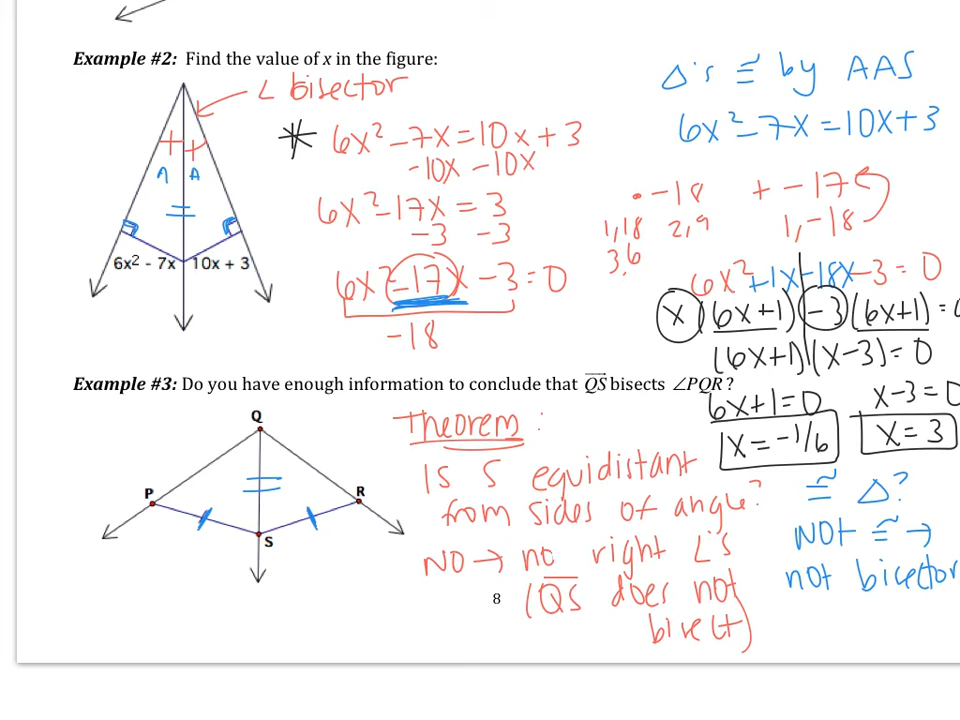 Example #2: Find the value of x in the figure:
∠ bisector
Δ's ≅ by AAS
6x² - 7x = 10x + 3
* 6x² - 7x = 10x + 3
-10x -10x
6x² - 17x = 3
-3 -3
6x² - 17x - 3 = 0
-18
A A
6x² - 7x 10x + 3
· -18 + -17
1,18 2,9 1,-18
3,6
6x² + 1x - 18x - 3 = 0
x (6x+1) - 3 (6x+1) =
(6x+1) (x-3) = 0
6x+1=0 x-3=0
x = -1/6 x = 3
Example #3: Do you have enough information to conclude that QS bisects ∠PQR?
Q
P
R
S
Theorem:
Is S equidistant
from sides of angle?
NO → no right ∠'s
(QS does not
bisect)
≅ Δ?
NOT ≅ →
not bisector
8